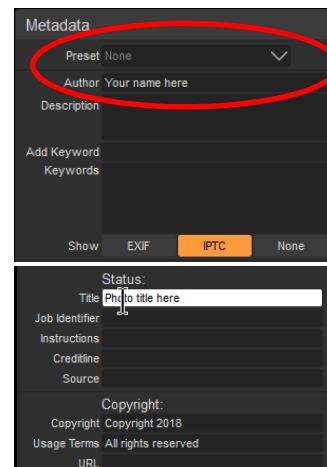 Metadata
Preset None
Author Your name here
Description
Add Keyword
Keywords
Show EXIF IPTC None
Status:
Title Photo title here
Job Identifier
Instructions
Creditline
Source
Copyright:
Copyright Copyright 2018
Usage Terms All rights reserved
URL